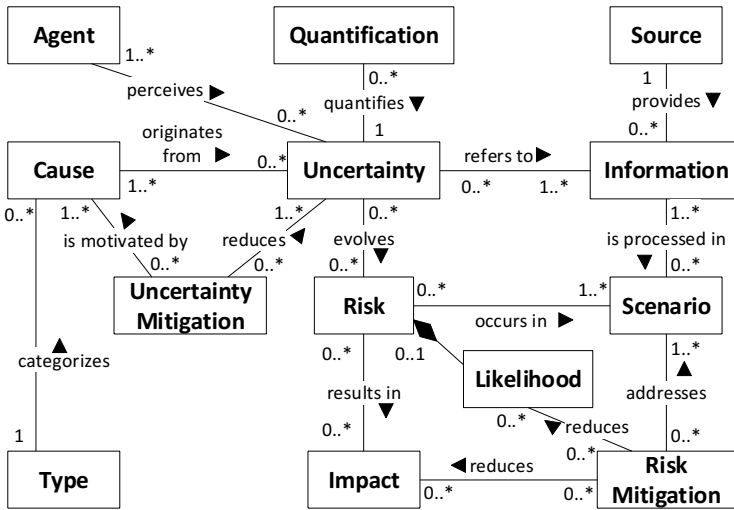 Agent
Quantification
Source
1..*
0..*
1
perceives ▶
quantifies ▼
provides ▼
0..*
1
0..*
originates
from ▶
Cause
0..*
Uncertainty
refers to ▶
Information
1..*
0..*
1..*
0..*
1..*
1..*
0..*
1..*
is motivated by
reduces
evolves
is processed in
0..*
0..*
0..*
0..*
Uncertainty
Mitigation
Risk
0..*
1..*
Scenario
occurs in ▶
0..*
0..1
1..*
categorizes
Likelihood
results in
addresses
0..*
reduces
0..*
1
0..*
0..*
Type
Impact
◀ reduces
Risk
Mitigation
0..*
0..*